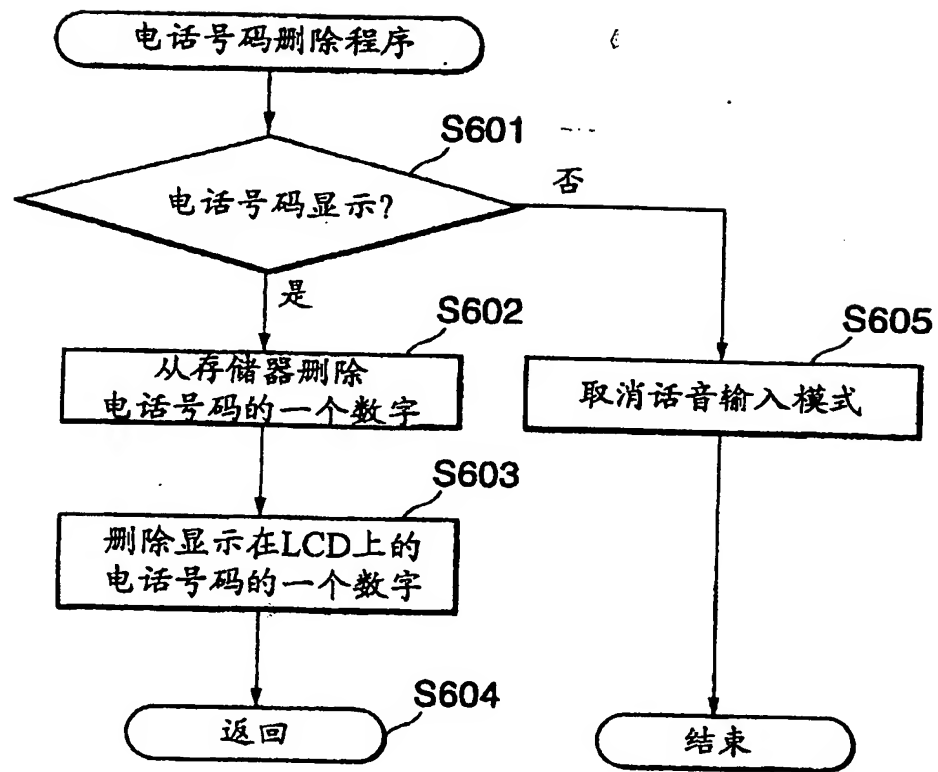 电话号码删除程序
S601
电话号码显示?
否
是
S602
从存储器删除
电话号码的一个数字
S605
取消话音输入模式
S603
删除显示在LCD上的
电话号码的一个数字
S604
返回
结束